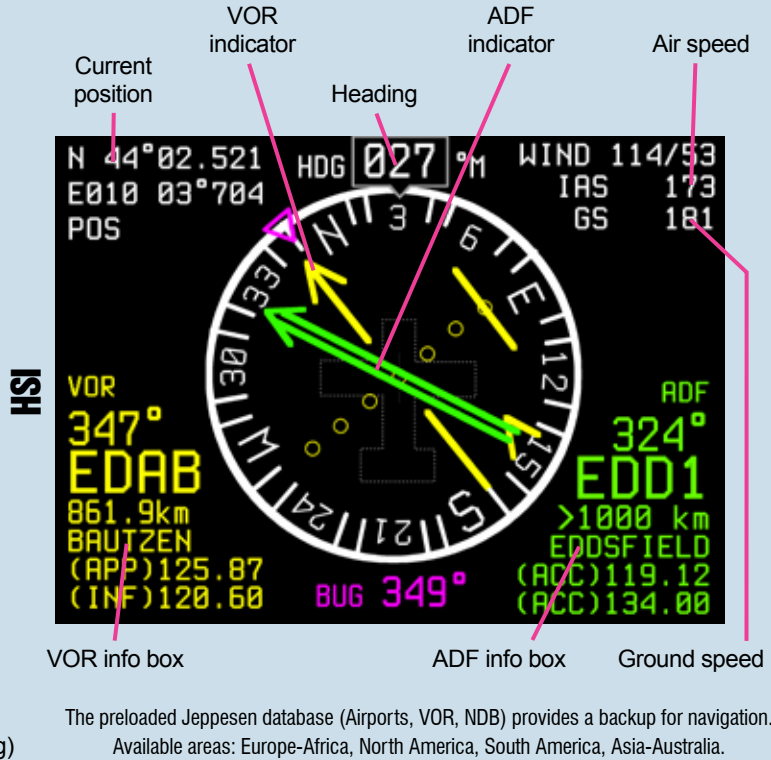 VOR
indicator
ADF
indicator
Air speed
Current
position
Heading
N 44°02.521
E010 03°704
POS
HDG 027 °M
WIND 114/53
IAS 173
GS 181
N 3 6 E 12 15 S 21 24 W 30 33
HSI
VOR
347°
EDAB
861.9km
BAUTZEN
(APP)125.87
(INF)120.60
BUG 349°
ADF
324°
EDD1
>1000 km
EDDSFIELD
(ACC)119.12
(ACC)134.00
VOR info box
ADF info box
Ground speed
The preloaded Jeppesen database (Airports, VOR, NDB) provides a backup for navigation.
g)
Available areas: Europe-Africa, North America, South America, Asia-Australia.